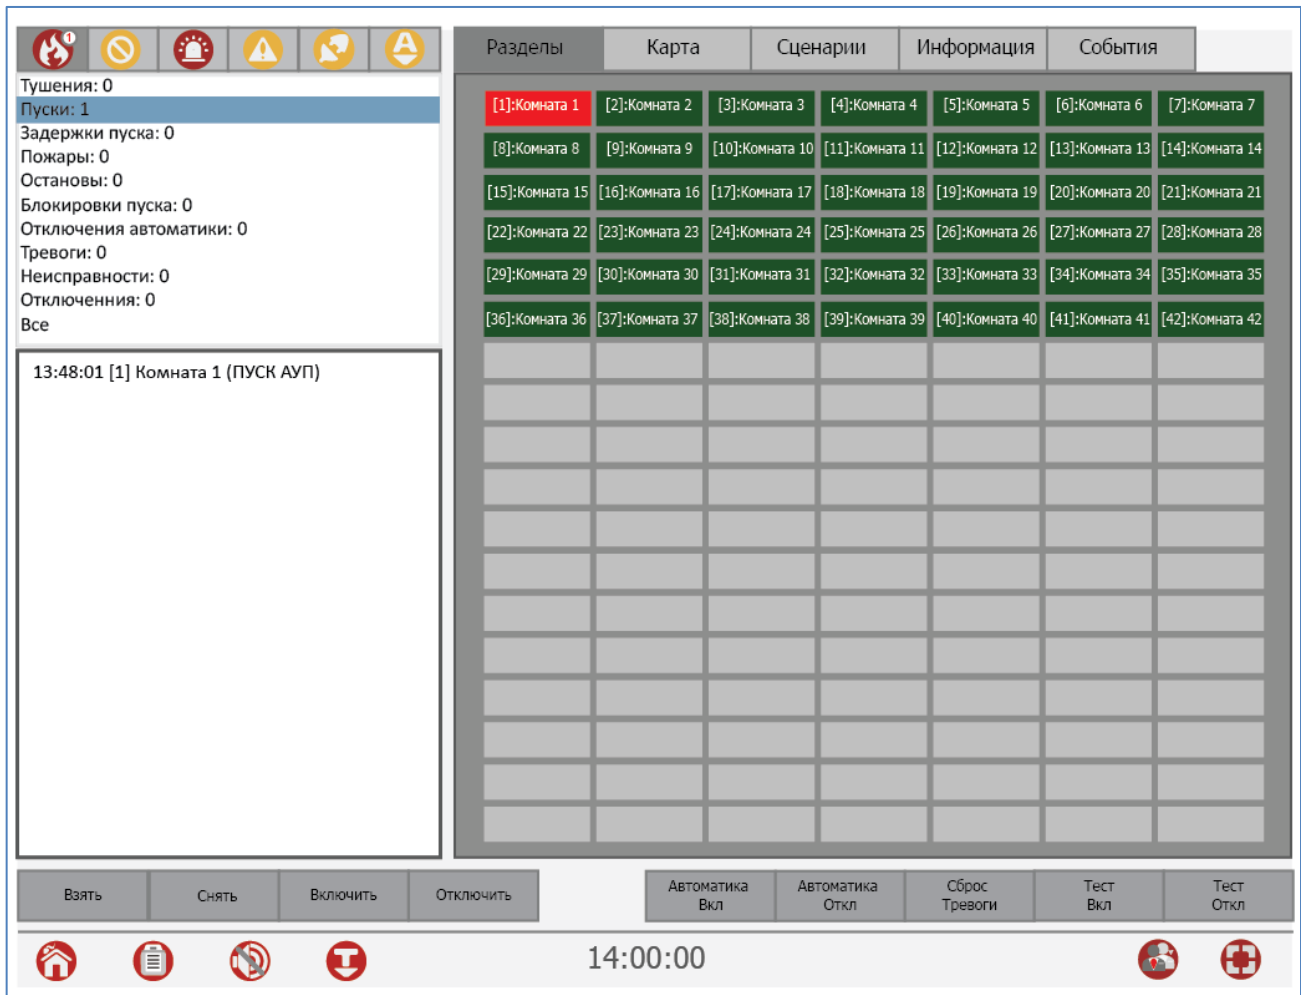 1
Разделы Карта Сценарии Информация События
Тушения: 0
Пуски: 1
Задержки пуска: 0
Пожары: 0
Остановы: 0
Блокировки пуска: 0
Отключения автоматики: 0
Тревоги: 0
Неисправности: 0
Отключенния: 0
Все
13:48:01 [1] Комната 1 (ПУСК АУП)
[1]:Комната 1 [2]:Комната 2 [3]:Комната 3 [4]:Комната 4 [5]:Комната 5 [6]:Комната 6 [7]:Комната 7
[8]:Комната 8 [9]:Комната 9 [10]:Комната 10 [11]:Комната 11 [12]:Комната 12 [13]:Комната 13 [14]:Комната 14
[15]:Комната 15 [16]:Комната 16 [17]:Комната 17 [18]:Комната 18 [19]:Комната 19 [20]:Комната 20 [21]:Комната 21
[22]:Комната 22 [23]:Комната 23 [24]:Комната 24 [25]:Комната 25 [26]:Комната 26 [27]:Комната 27 [28]:Комната 28
[29]:Комната 29 [30]:Комната 30 [31]:Комната 31 [32]:Комната 32 [33]:Комната 33 [34]:Комната 34 [35]:Комната 35
[36]:Комната 36 [37]:Комната 37 [38]:Комната 38 [39]:Комната 39 [40]:Комната 40 [41]:Комната 41 [42]:Комната 42
Взять Снять Включить Отключить
Автоматика Вкл
Автоматика Откл
Сброс Тревоги
Тест Вкл
Тест Откл
14:00:00